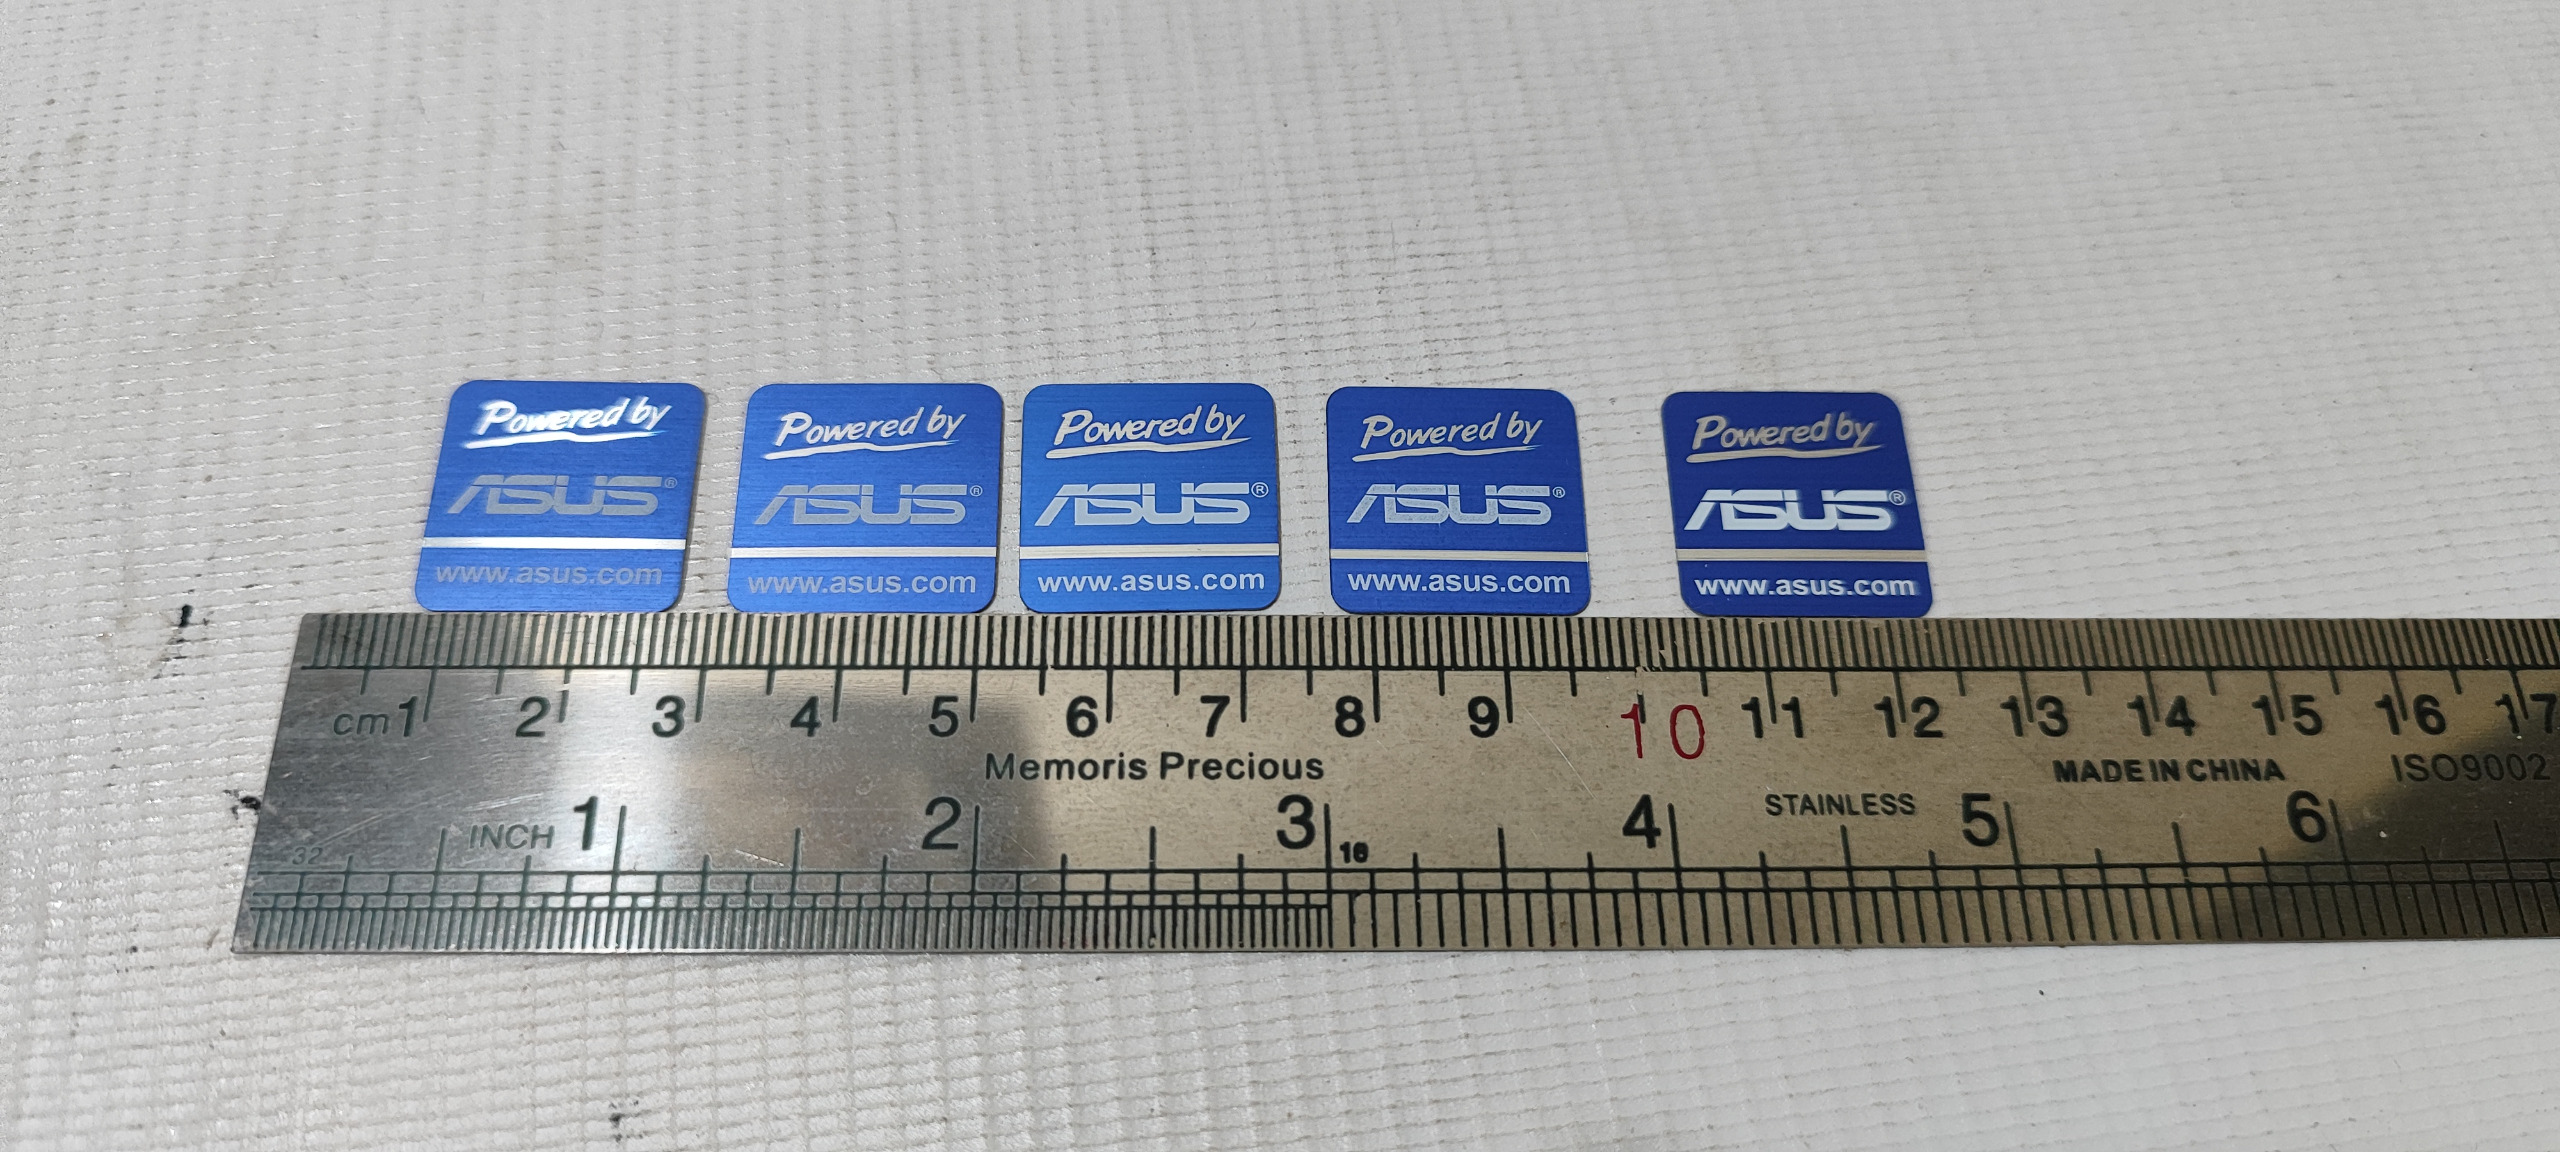 Powered by
ASUS®
www.asus.com
Powered by
ASUS®
www.asus.com
Powered by
ASUS®
www.asus.com
Powered by
ASUS®
www.asus.com
Powered by
ASUS®
www.asus.com
cm 1 2 3 4 5 6 7 8 9 10 11 12 13 14 15 16 17
Memoris Precious
MADE IN CHINA ISO9002
STAINLESS
INCH 1 2 3 4 5 6
32 16